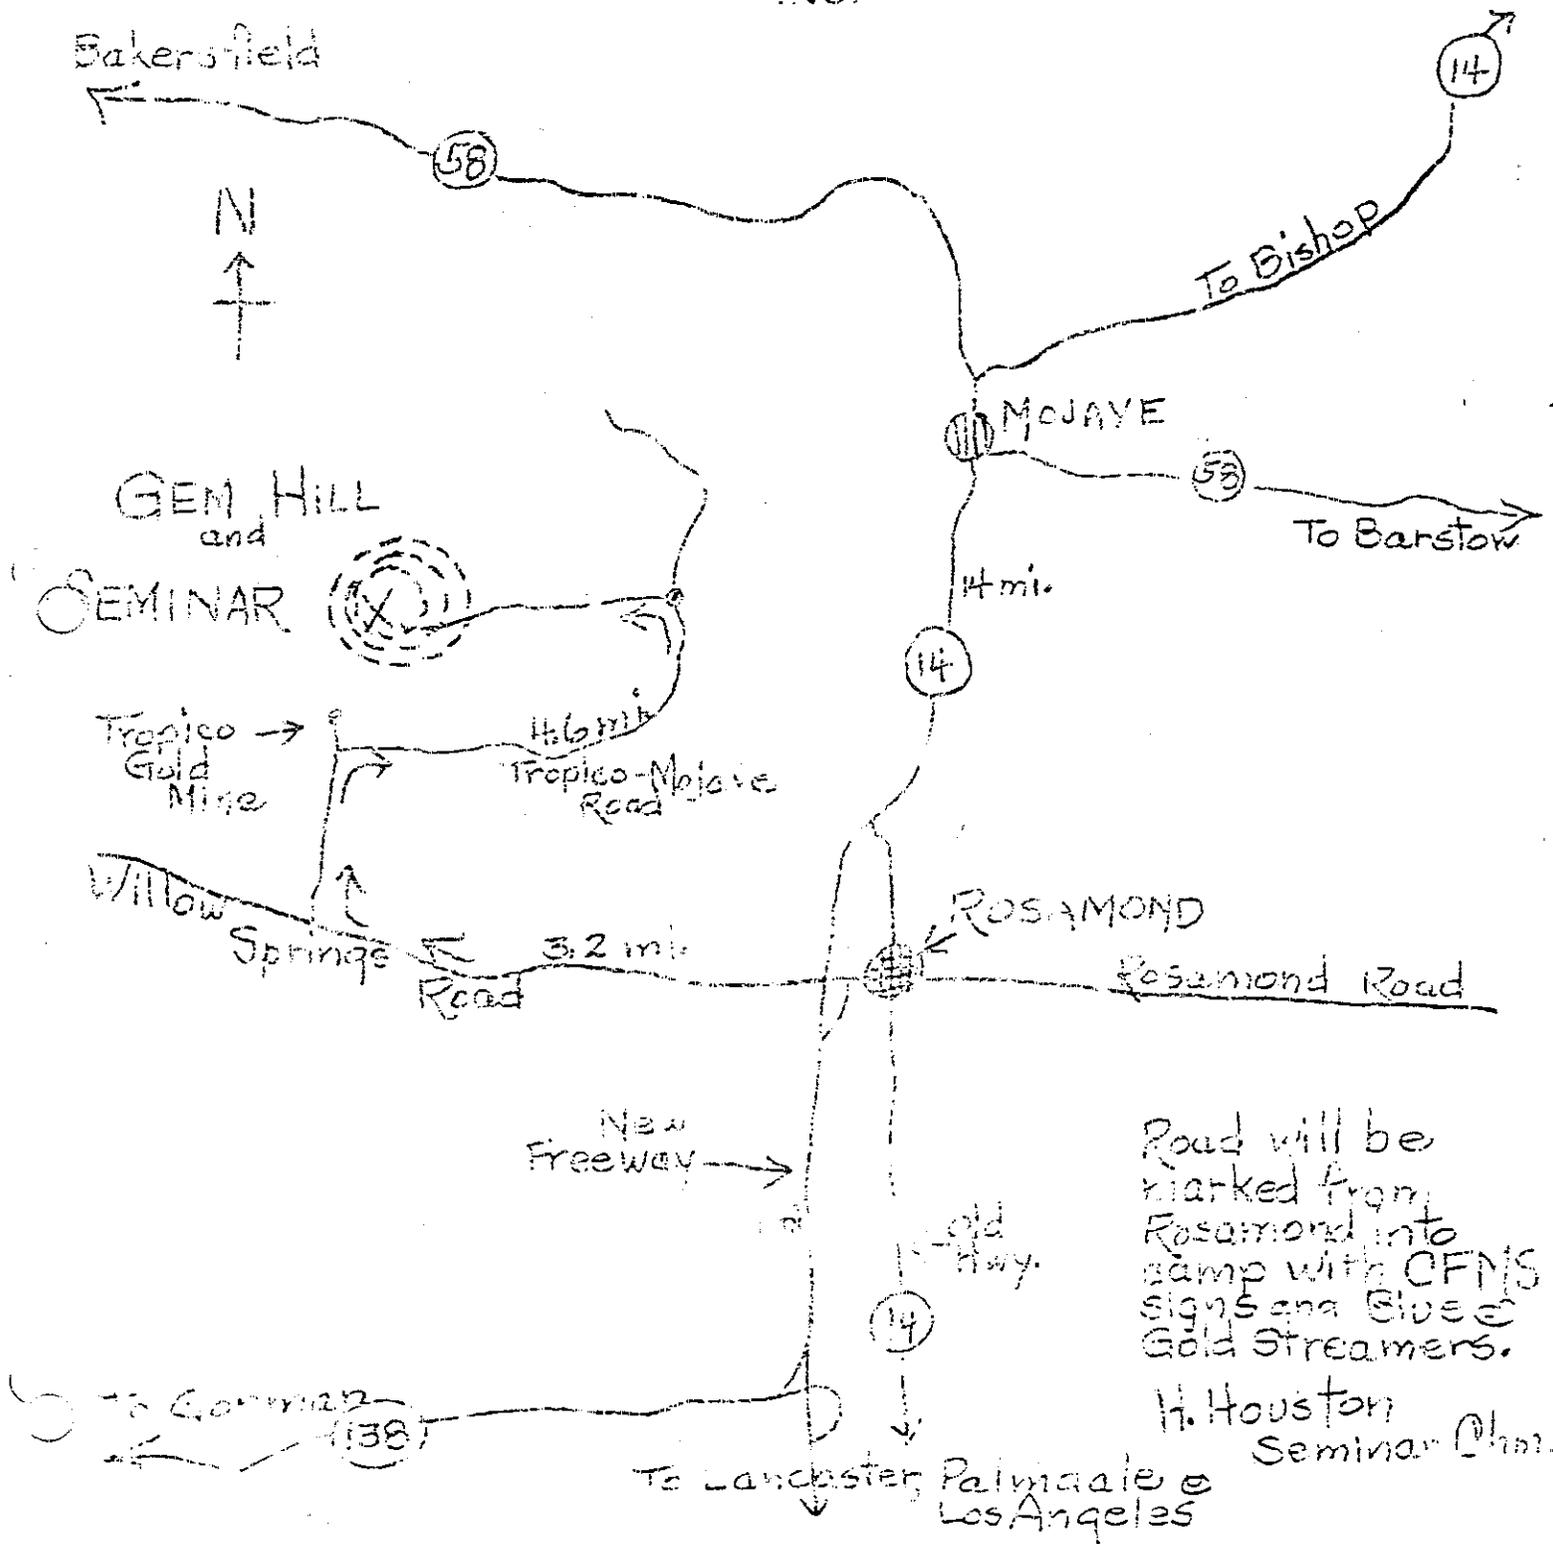 Bakersfield
14
58
N
To Bishop
MOJAVE
58
To Barstow
GEM HILL
and
SEMINAR
14 mi.
14
Tropico
Gold
Mine
4.6 mi.
Tropico-Mojave
Road
Willow
Springs
Road
3.2 mi.
ROSAMOND
Rosamond Road
New
Freeway
old
Hwy.
14
Road will be
marked from
Rosamond into
camp with CFMS
signs and Blue &
Gold Streamers.
H. Houston
Seminar Chm.
To Gorman
138
To Lancaster, Palmdale &
Los Angeles